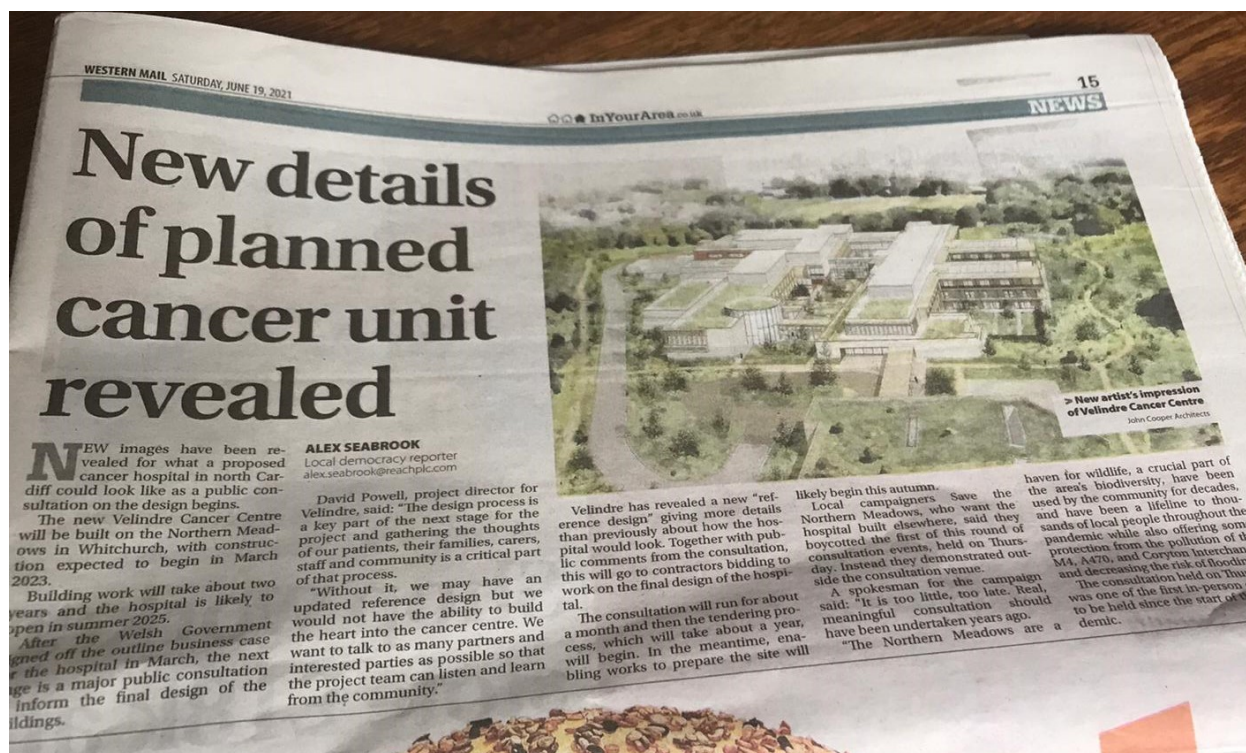 WESTERN MAIL SATURDAY, JUNE 19, 2021
InYourArea.co.uk
15
NEWS
New details
of planned
cancer unit
revealed
> New artist's impression
of Velindre Cancer Centre
John Cooper Architects
NEW images have been re-
vealed for what a proposed
cancer hospital in north Car-
diff could look like as a public con-
sultation on the design begins.
The new Velindre Cancer Centre
will be built on the Northern Mead-
ows in Whitchurch, with construc-
tion expected to begin in March
2023.
Building work will take about two
years and the hospital is likely to
open in summer 2025.
After the Welsh Government
gned off the outline business case
r the hospital in March, the next
ge is a major public consultation
inform the final design of the
ildings.
ALEX SEABROOK
Local democracy reporter
alex.seabrook@reachplc.com
David Powell, project director for
Velindre, said: "The design process is
a key part of the next stage for the
project and gathering the thoughts
of our patients, their families, carers,
staff and community is a critical part
of that process.
"Without it, we may have an
updated reference design but we
would not have the ability to build
the heart into the cancer centre. We
want to talk to as many partners and
interested parties as possible so that
the project team can listen and learn
from the community."
Velindre has revealed a new "ref-
erence design" giving more details
than previously about how the hos-
pital would look. Together with pub-
lic comments from the consultation,
this will go to contractors bidding to
work on the final design of the hospi-
tal.
The consultation will run for about
a month and then the tendering pro-
cess, which will take about a year,
will begin. In the meantime, ena-
bling works to prepare the site will
likely begin this autumn.
Local campaigners Save the
Northern Meadows, who want the
hospital built elsewhere, said they
boycotted the first of this round of
consultation events, held on Thurs-
day. Instead they demonstrated out-
side the consultation venue.
A spokesman for the campaign
said: "It is too little, too late. Real,
meaningful consultation should
have been undertaken years ago.
"The Northern Meadows are a
haven for wildlife, a crucial part of
the area's biodiversity, have been
used by the community for decades,
and have been a lifeline to thou-
sands of local people throughout the
pandemic while also offering som
protection from the pollution of th
M4, A470, and Coryton Interchan
and decreasing the risk of floodin
The consultation held on Thu
was one of the first in-person
to be held since the start of
demic.